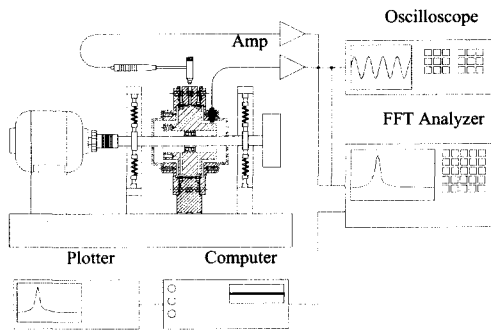 Oscilloscope
Amp
FFT Analyzer
Plotter
Computer